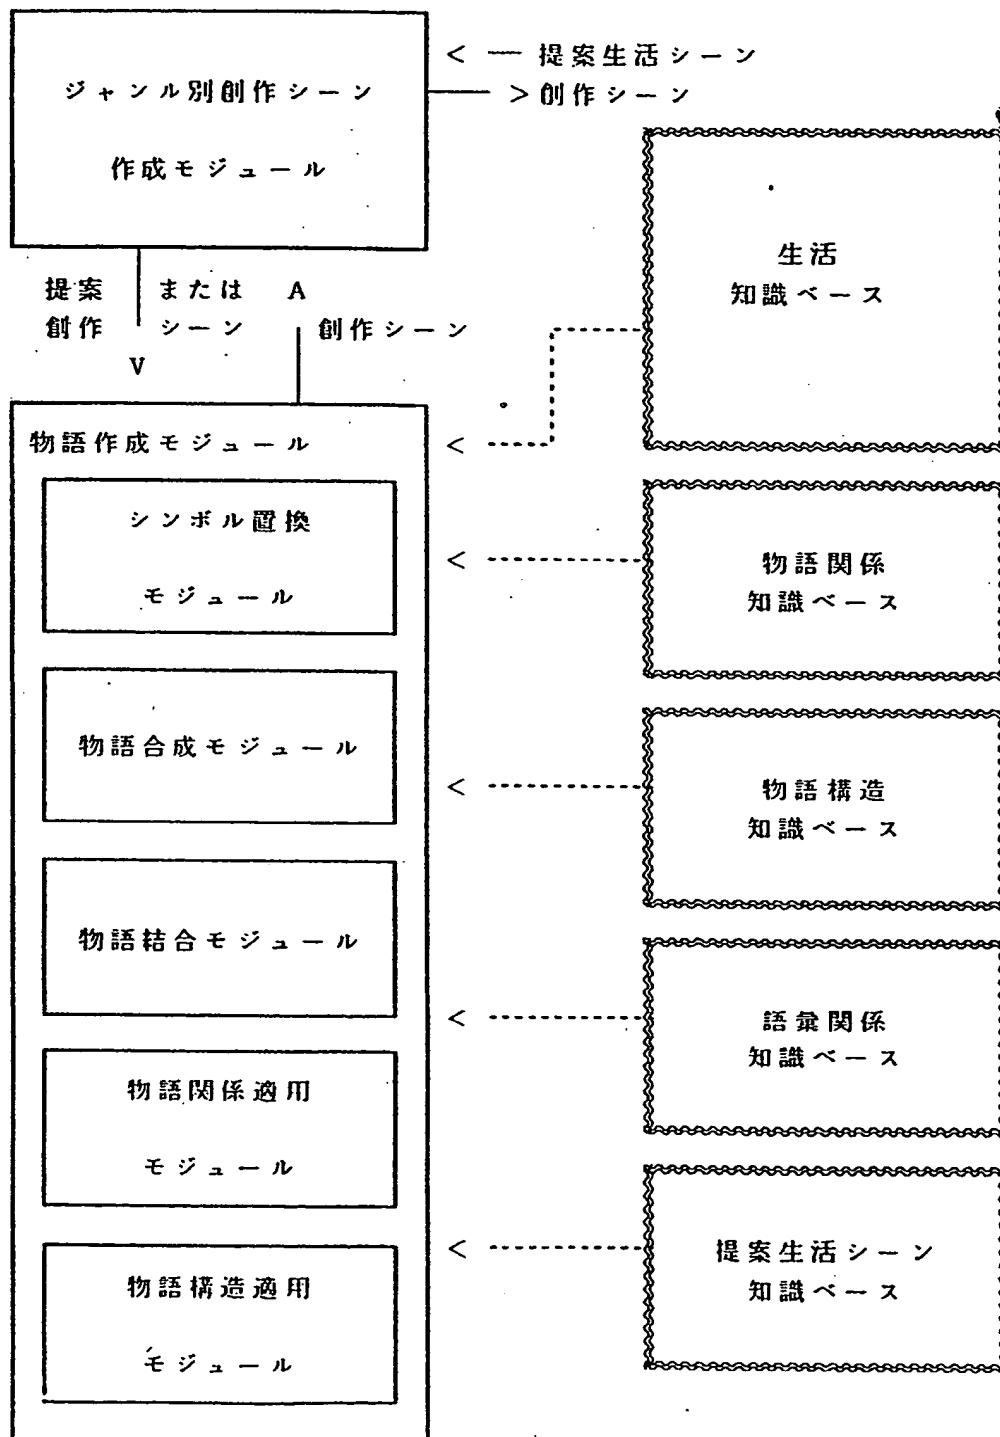 ジャンル別創作シーン
作成モジュール
< 提案生活シーン
> 創作シーン
提案 または A
創作 シーン 創作シーン
V
物語作成モジュール
シンボル置換
モジュール
物語合成モジュール
物語結合モジュール
物語関係適用
モジュール
物語構造適用
モジュール
生活
知識ベース
<
物語関係
知識ベース
<
物語構造
知識ベース
<
語彙関係
知識ベース
<
提案生活シーン
知識ベース
<